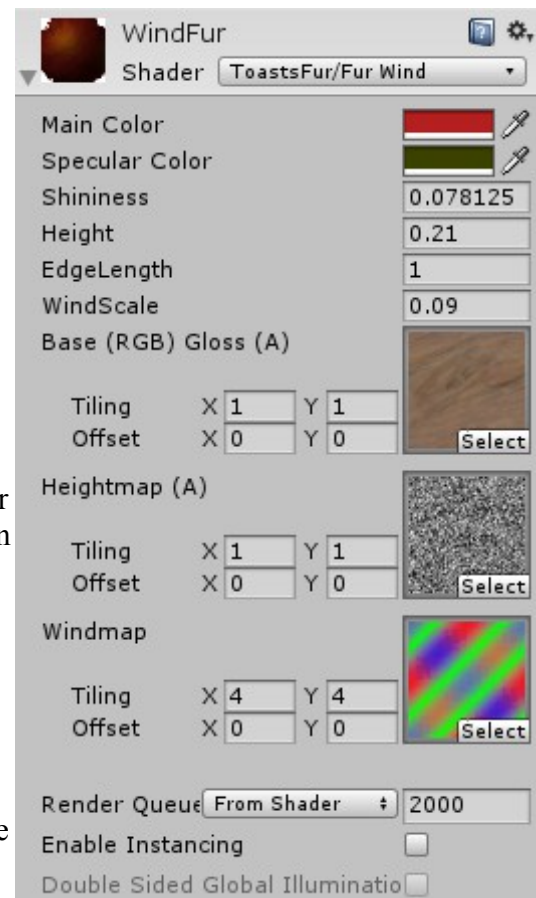 WindFur
Shader ToastsFur/Fur Wind
Main Color
Specular Color
Shininess 0.078125
Height 0.21
EdgeLength 1
WindScale 0.09
Base (RGB) Gloss (A)
Tiling X 1 Y 1
Offset X 0 Y 0
Select
Heightmap (A)
Tiling X 1 Y 1
Offset X 0 Y 0
Select
Windmap
Tiling X 4 Y 4
Offset X 0 Y 0
Select
Render Queue From Shader 2000
Enable Instancing
Double Sided Global Illuminatio